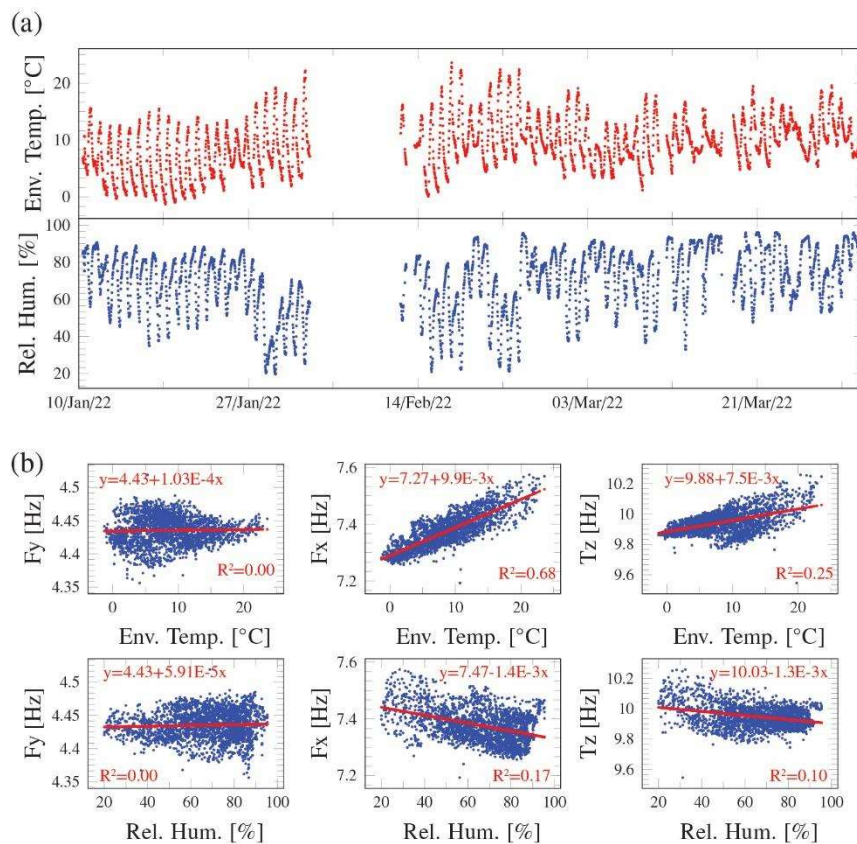 (a)
Env. Temp. [°C]
20
10
0
Rel. Hum. [%]
100
80
60
40
20
10/Jan/22 27/Jan/22 14/Feb/22 03/Mar/22 21/Mar/22
(b)
y=4.43+1.03E-4x
Fy [Hz]
4.5
4.45
4.4
4.35
R²=0.00
0 10 20
Env. Temp. [°C]
y=7.27+9.9E-3x
Fx [Hz]
7.6
7.4
7.2
R²=0.68
0 10 20
Env. Temp. [°C]
y=9.88+7.5E-3x
Tz [Hz]
10.2
10
9.8
9.6
R²=0.25
0 10 20
Env. Temp. [°C]
y=4.43+5.91E-5x
Fy [Hz]
4.5
4.45
4.4
4.35
R²=0.00
20 40 60 80 100
Rel. Hum. [%]
y=7.47-1.4E-3x
Fx [Hz]
7.6
7.4
7.2
R²=0.17
20 40 60 80 100
Rel. Hum. [%]
y=10.03-1.3E-3x
Tz [Hz]
10.2
10
9.8
9.6
R²=0.10
20 40 60 80 100
Rel. Hum. [%]